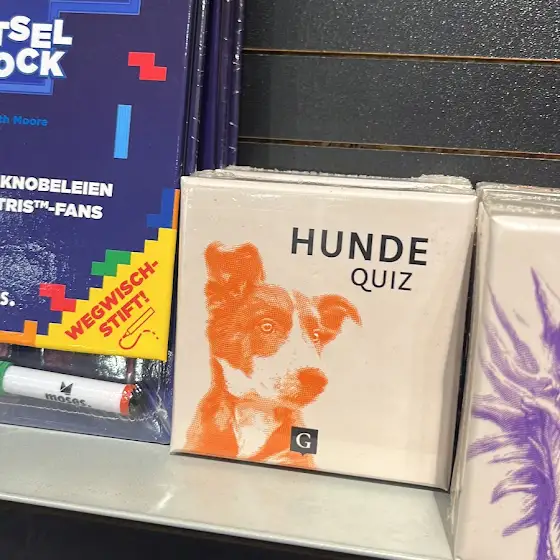 TSEL
OCK
th Moore
KNOBELEIEN
TRIS™-FANS
WEGWISCH-
STIFT!
s.
moses.
HUNDE
QUIZ
G